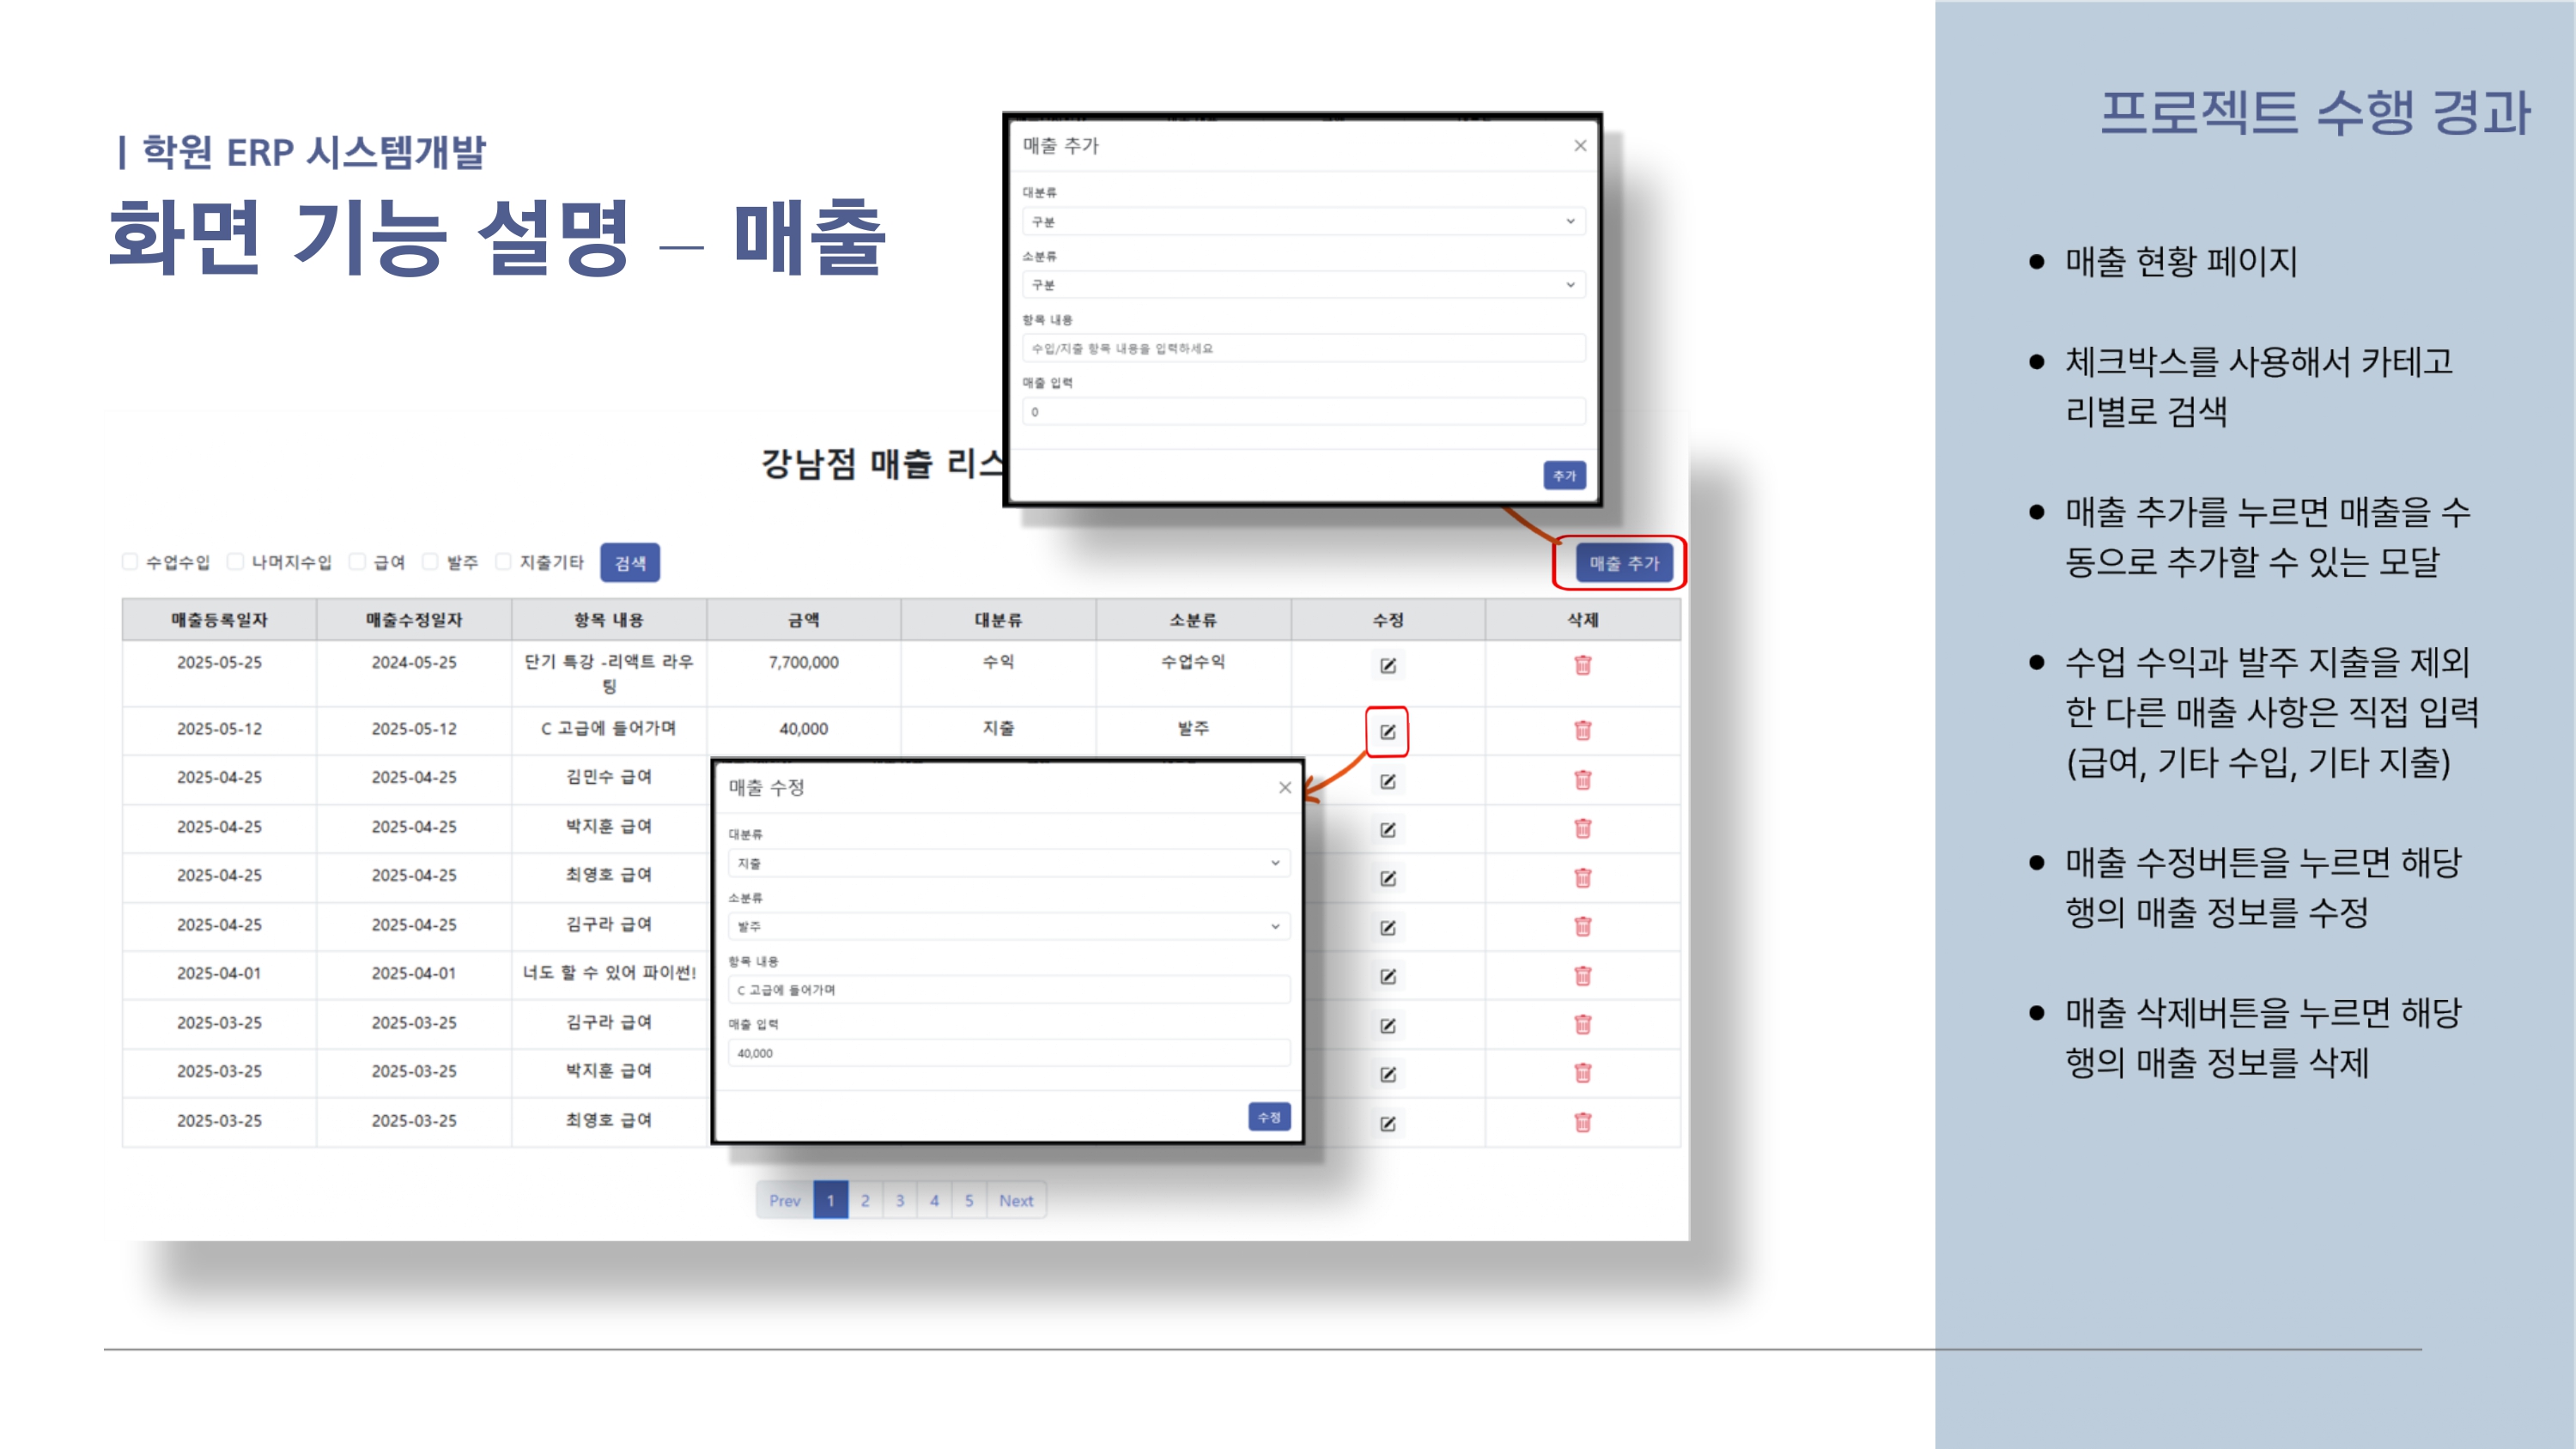 | 학원 ERP 시스템개발
화면 기능 설명 – 매출
매출 추가
대분류
구분
소분류
구분
항목 내용
수입/지출 항목 내용을 입력하세요
매출 입력
0
추가
강남점 매출 리스
수업수입 나머지수입 급여 발주 지출기타 검색 매출 추가
매출등록일자 매출수정일자 항목 내용 금액 대분류 소분류 수정 삭제
2025-05-25 2024-05-25 단기 특강 -리액트 라우 7,700,000 수익 수업수익
팅
2025-05-12 2025-05-12 C 고급에 들어가며 40,000 지출 발주
2025-04-25 2025-04-25 김민수 급여
2025-04-25 2025-04-25 박지훈 급여
2025-04-25 2025-04-25 최영호 급여
2025-04-25 2025-04-25 김구라 급여
2025-04-01 2025-04-01 너도 할 수 있어 파이썬!
2025-03-25 2025-03-25 김구라 급여
2025-03-25 2025-03-25 박지훈 급여
2025-03-25 2025-03-25 최영호 급여
매출 수정
대분류
지출
소분류
발주
항목 내용
C 고급에 들어가며
매출 입력
40,000
수정
Prev 1 2 3 4 5 Next
프로젝트 수행 경과
● 매출 현황 페이지
● 체크박스를 사용해서 카테고
리별로 검색
● 매출 추가를 누르면 매출을 수
동으로 추가할 수 있는 모달
● 수업 수익과 발주 지출을 제외
한 다른 매출 사항은 직접 입력
(급여, 기타 수입, 기타 지출)
● 매출 수정버튼을 누르면 해당
행의 매출 정보를 수정
● 매출 삭제버튼을 누르면 해당
행의 매출 정보를 삭제